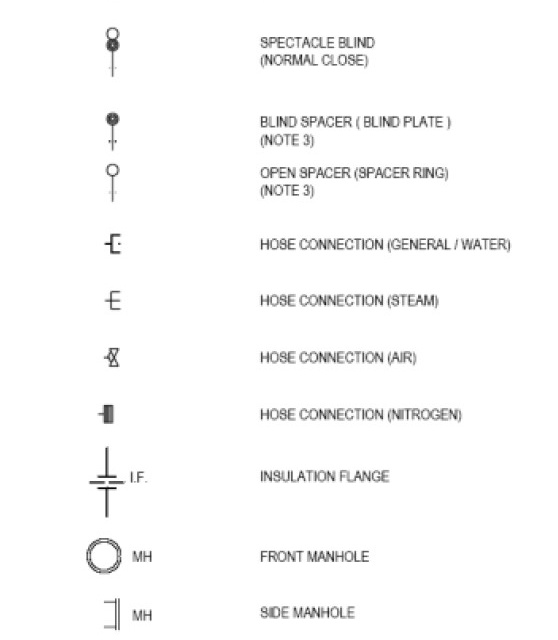 SPECTACLE BLIND
(NORMAL CLOSE)
BLIND SPACER ( BLIND PLATE )
(NOTE 3)
OPEN SPACER (SPACER RING)
(NOTE 3)
HOSE CONNECTION (GENERAL / WATER)
HOSE CONNECTION (STEAM)
HOSE CONNECTION (AIR)
HOSE CONNECTION (NITROGEN)
I.F. INSULATION FLANGE
MH FRONT MANHOLE
MH SIDE MANHOLE